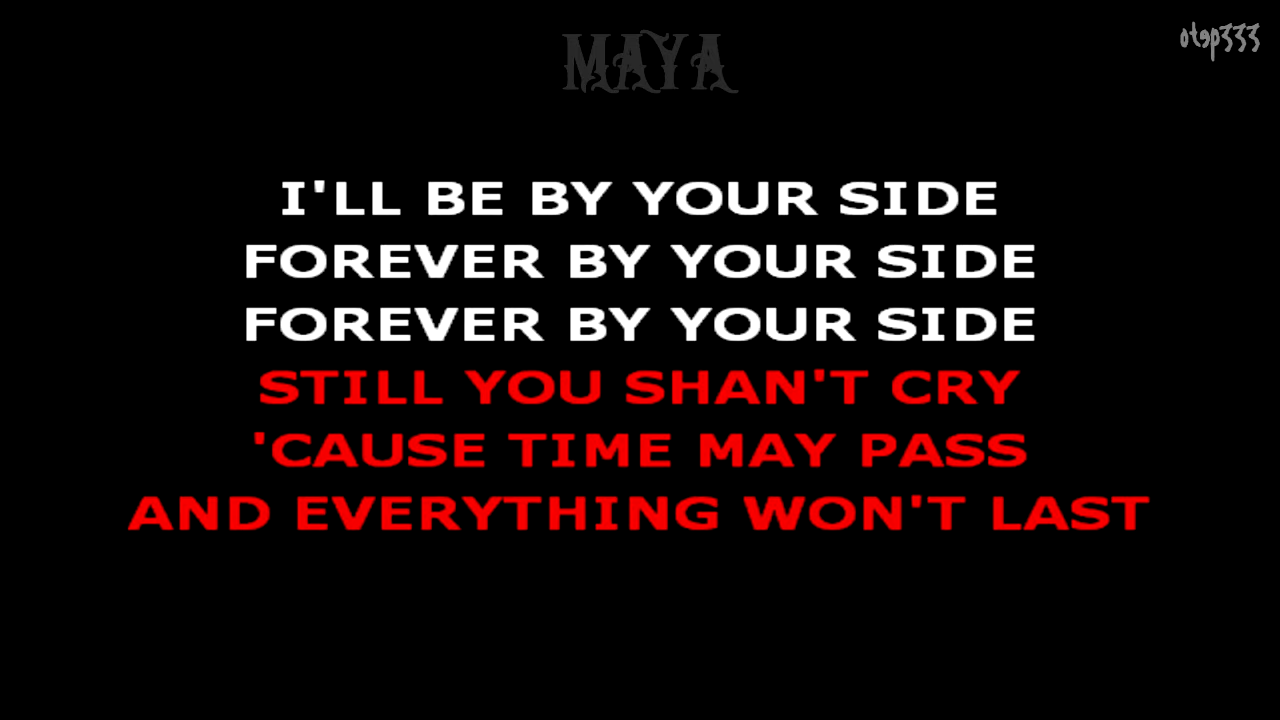 MAYA
otep333
I'LL BE BY YOUR SIDE
FOREVER BY YOUR SIDE
FOREVER BY YOUR SIDE
STILL YOU SHAN'T CRY
'CAUSE TIME MAY PASS
AND EVERYTHING WON'T LAST